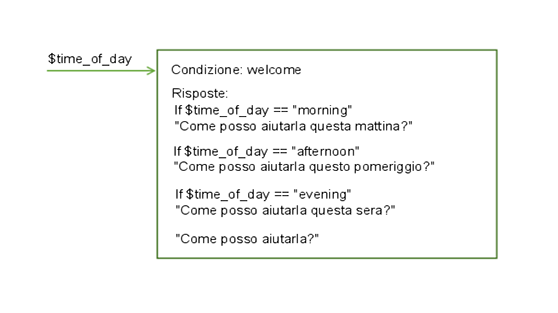 $time_of_day
Condizione: welcome
Risposte:
If $time_of_day == "morning"
"Come posso aiutarla questa mattina?"
If $time_of_day == "afternoon"
"Come posso aiutarla questo pomeriggio?"
If $time_of_day == "evening"
"Come posso aiutarla questa sera?"
"Come posso aiutarla?"